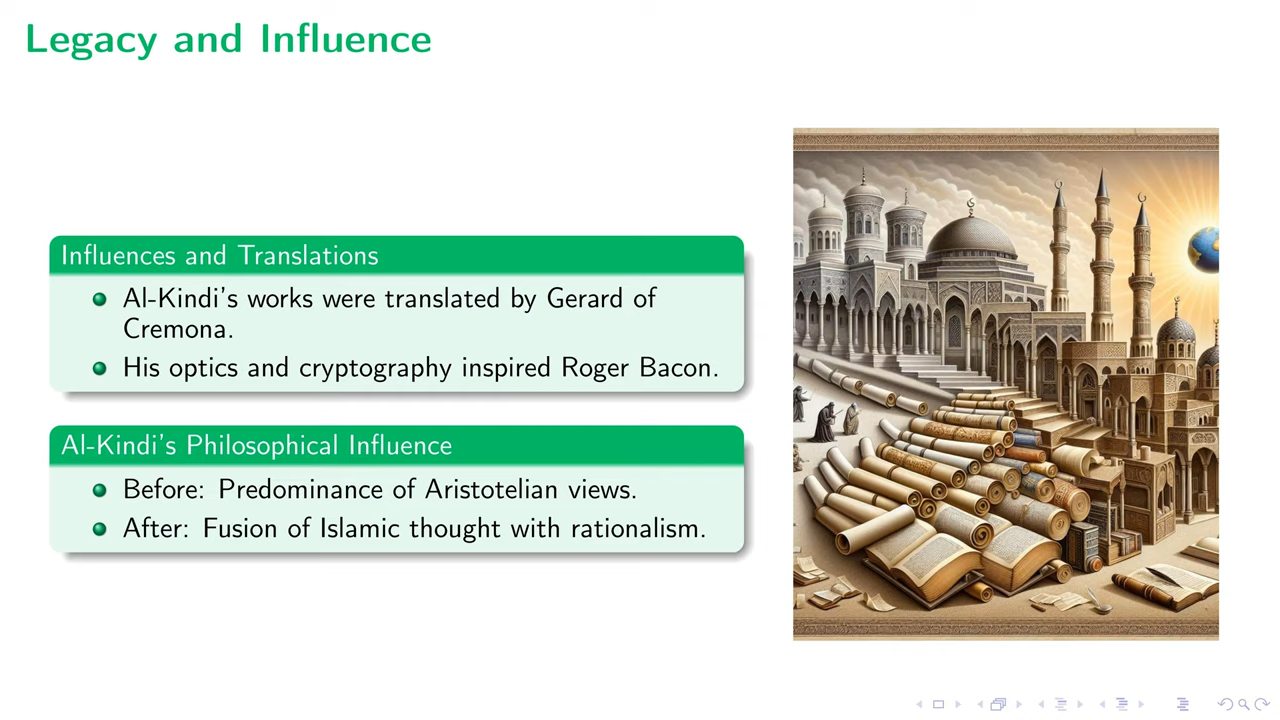 Legacy and Influence
Influences and Translations
Al-Kindi's works were translated by Gerard of
Cremona.
His optics and cryptography inspired Roger Bacon.
Al-Kindi's Philosophical Influence
Before: Predominance of Aristotelian views.
After: Fusion of Islamic thought with rationalism.